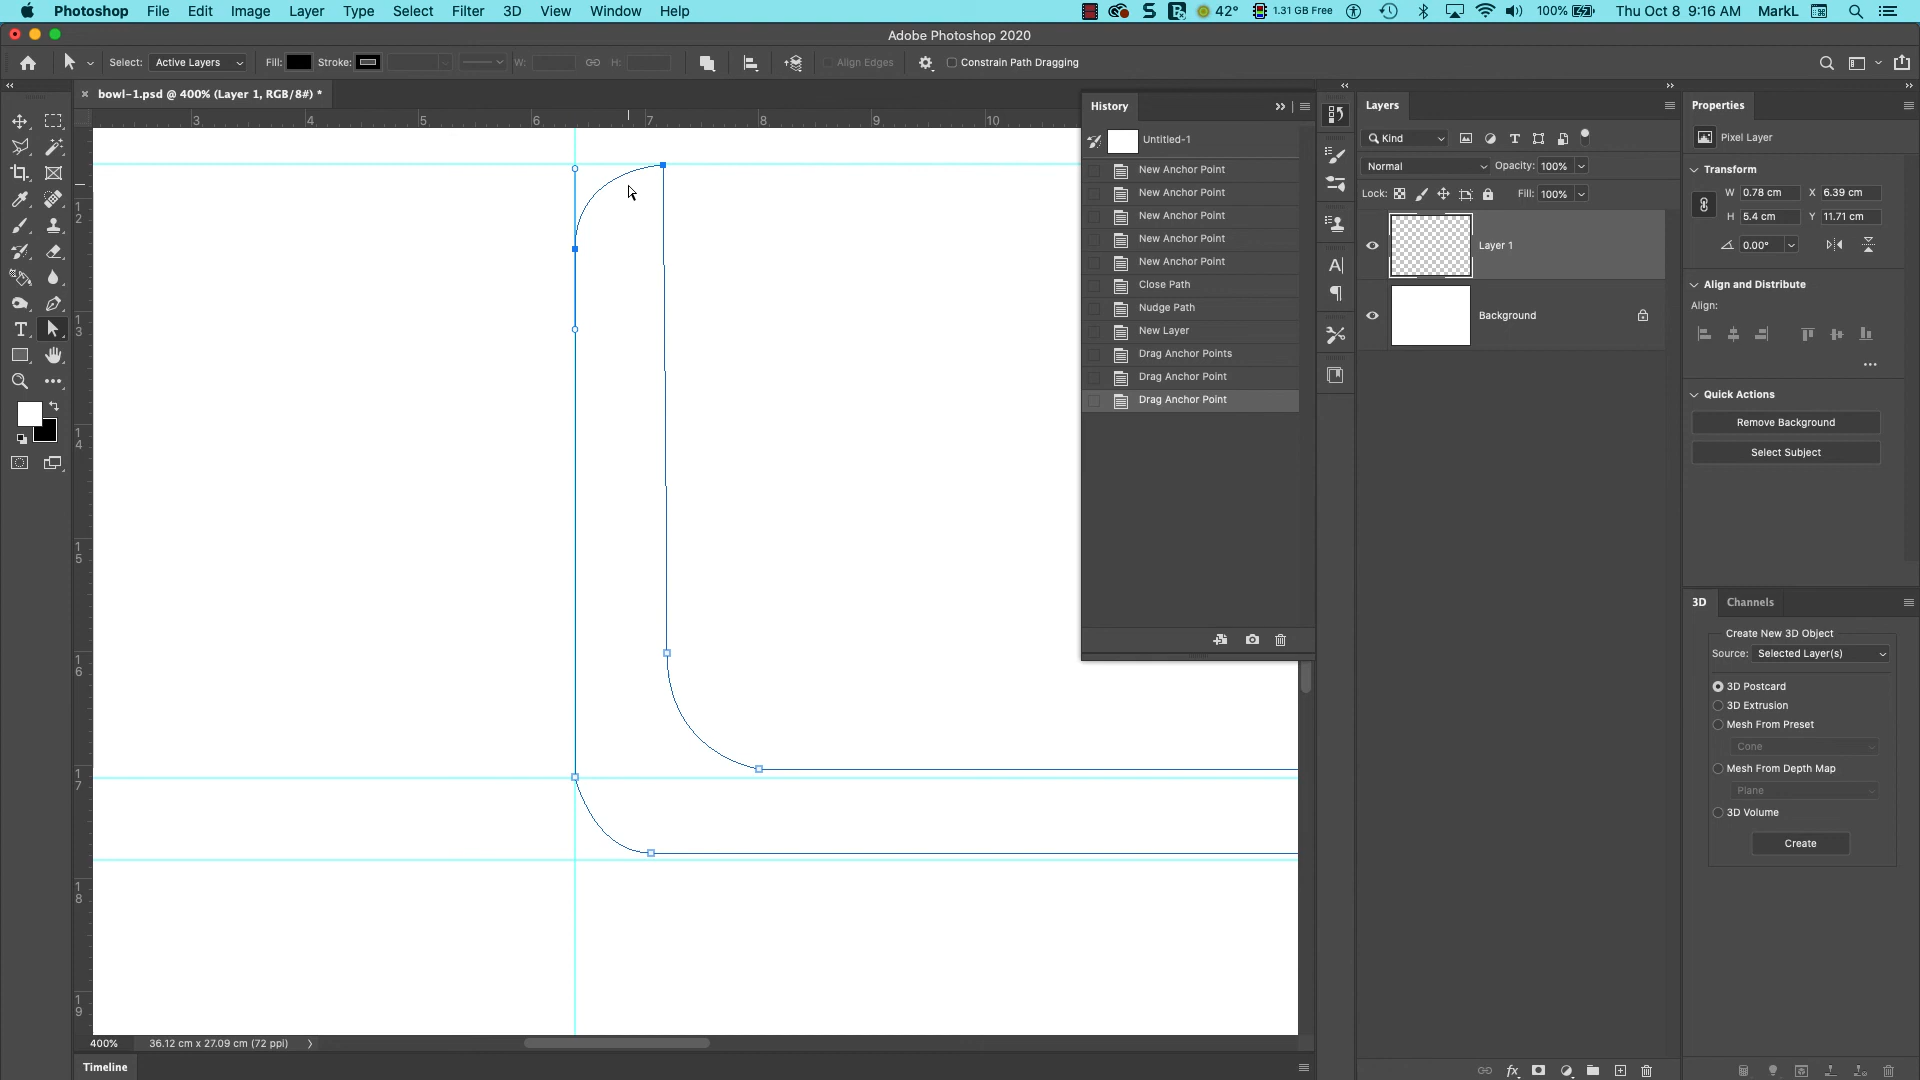 Photoshop File Edit Image Layer Type Select Filter 3D View Window Help 42° 1.31 GB Free 100% Thu Oct 8 9:16 AM MarkL
Adobe Photoshop 2020
Select: Active Layers Fill: Stroke: W: H: Align Edges Constrain Path Dragging
bowl-1.psd @ 400% (Layer 1, RGB/8#) *
3 4 5 6 7 8 9 10
12
13
14
15
16
17
18
19
History
Untitled-1
New Anchor Point
New Anchor Point
New Anchor Point
New Anchor Point
New Anchor Point
Close Path
Nudge Path
New Layer
Drag Anchor Points
Drag Anchor Point
Drag Anchor Point
Layers
Kind
Normal Opacity: 100%
Lock: Fill: 100%
Layer 1
Background
Properties
Pixel Layer
Transform
W 0.78 cm X 6.39 cm
H 5.4 cm Y 11.71 cm
0.00°
Align and Distribute
Align:
Quick Actions
Remove Background
Select Subject
3D Channels
Create New 3D Object
Source: Selected Layer(s)
3D Postcard
3D Extrusion
Mesh From Preset
Cone
Mesh From Depth Map
Plane
3D Volume
Create
400% 36.12 cm x 27.09 cm (72 ppi)
Timeline